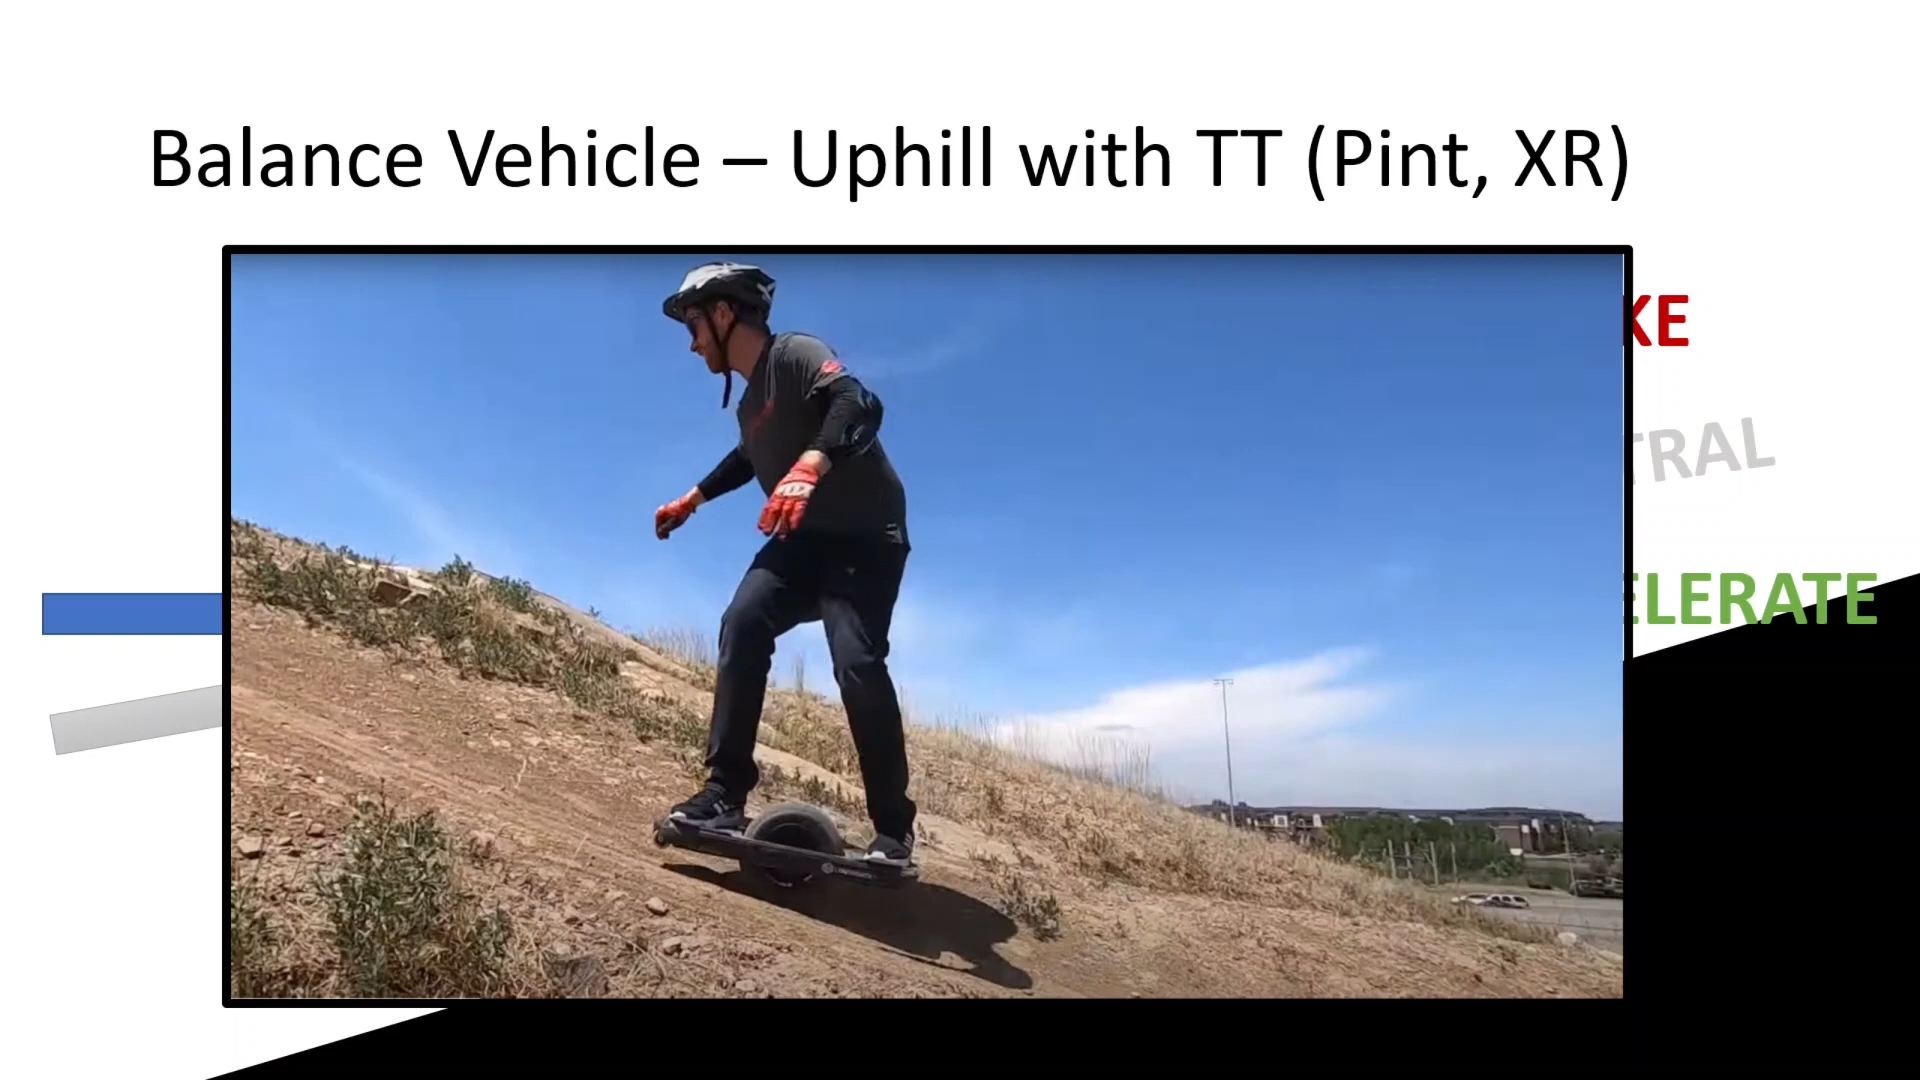 Balance Vehicle – Uphill with TT (Pint, XR)
KE
TRAL
ELERATE